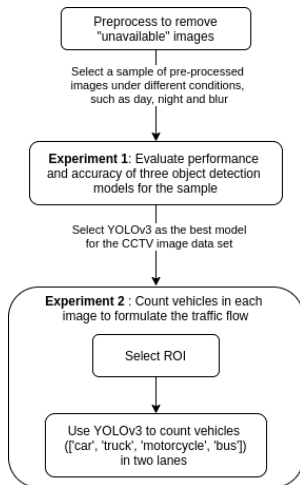 Preprocess to remove
"unavailable" images
Select a sample of pre-processed
images under different conditions,
such as day, night and blur
Experiment 1: Evaluate performance
and accuracy of three object detection
models for the sample
Select YOLOv3 as the best model
for the CCTV image data set
Experiment 2 : Count vehicles in each
image to formulate the traffic flow
Select ROI
Use YOLOv3 to count vehicles
(['car', 'truck', 'motorcycle', 'bus'])
in two lanes